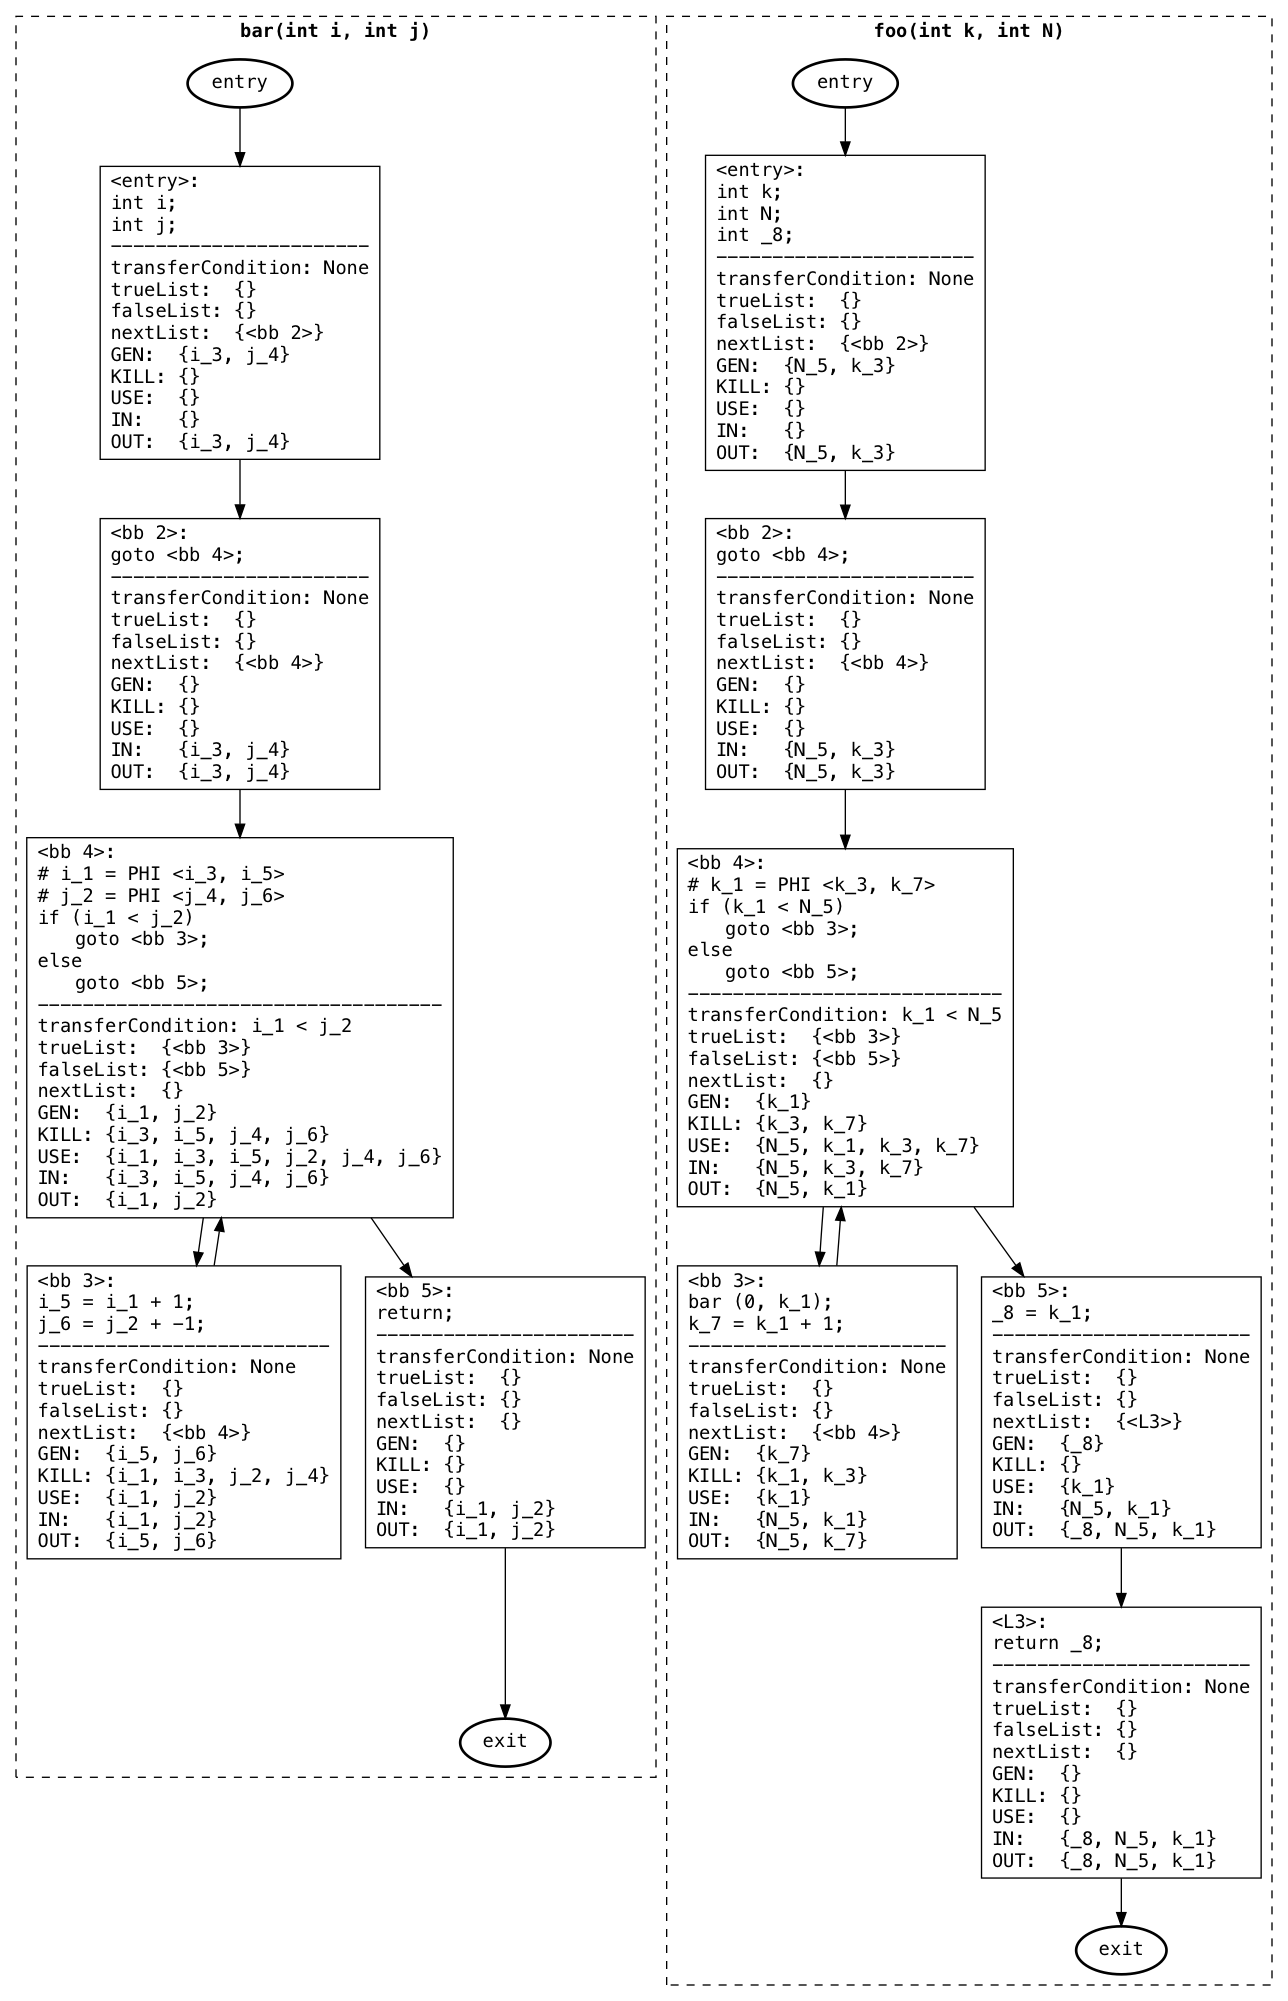 bar(int i, int j)
entry
<entry>:
int i;
int j;
−−−−−−−−−−−−−−−−−−−−−−−
transferCondition: None
trueList:  {}
falseList: {}
nextList:  {<bb 2>}
GEN:  {i_3, j_4}
KILL: {}
USE:  {}
IN:   {}
OUT:  {i_3, j_4}
<bb 2>:
goto <bb 4>;
−−−−−−−−−−−−−−−−−−−−−−−
transferCondition: None
trueList:  {}
falseList: {}
nextList:  {<bb 4>}
GEN:  {}
KILL: {}
USE:  {}
IN:   {i_3, j_4}
OUT:  {i_3, j_4}
<bb 4>:
# i_1 = PHI <i_3, i_5>
# j_2 = PHI <j_4, j_6>
if (i_1 < j_2)
   goto <bb 3>;
else
   goto <bb 5>;
−−−−−−−−−−−−−−−−−−−−−−−−−−−−−−−−−−−−
transferCondition: i_1 < j_2
trueList:  {<bb 3>}
falseList: {<bb 5>}
nextList:  {}
GEN:  {i_1, j_2}
KILL: {i_3, i_5, j_4, j_6}
USE:  {i_1, i_3, i_5, j_2, j_4, j_6}
IN:   {i_3, i_5, j_4, j_6}
OUT:  {i_1, j_2}
<bb 3>:
i_5 = i_1 + 1;
j_6 = j_2 + −1;
−−−−−−−−−−−−−−−−−−−−−−−−−−
transferCondition: None
trueList:  {}
falseList: {}
nextList:  {<bb 4>}
GEN:  {i_5, j_6}
KILL: {i_1, i_3, j_2, j_4}
USE:  {i_1, j_2}
IN:   {i_1, j_2}
OUT:  {i_5, j_6}
<bb 5>:
return;
−−−−−−−−−−−−−−−−−−−−−−−
transferCondition: None
trueList:  {}
falseList: {}
nextList:  {}
GEN:  {}
KILL: {}
USE:  {}
IN:   {i_1, j_2}
OUT:  {i_1, j_2}
exit
foo(int k, int N)
entry
<entry>:
int k;
int N;
int _8;
−−−−−−−−−−−−−−−−−−−−−−−
transferCondition: None
trueList:  {}
falseList: {}
nextList:  {<bb 2>}
GEN:  {N_5, k_3}
KILL: {}
USE:  {}
IN:   {}
OUT:  {N_5, k_3}
<bb 2>:
goto <bb 4>;
−−−−−−−−−−−−−−−−−−−−−−−
transferCondition: None
trueList:  {}
falseList: {}
nextList:  {<bb 4>}
GEN:  {}
KILL: {}
USE:  {}
IN:   {N_5, k_3}
OUT:  {N_5, k_3}
<bb 4>:
# k_1 = PHI <k_3, k_7>
if (k_1 < N_5)
   goto <bb 3>;
else
   goto <bb 5>;
−−−−−−−−−−−−−−−−−−−−−−−−−−−−
transferCondition: k_1 < N_5
trueList:  {<bb 3>}
falseList: {<bb 5>}
nextList:  {}
GEN:  {k_1}
KILL: {k_3, k_7}
USE:  {N_5, k_1, k_3, k_7}
IN:   {N_5, k_3, k_7}
OUT:  {N_5, k_1}
<bb 3>:
bar (0, k_1);
k_7 = k_1 + 1;
−−−−−−−−−−−−−−−−−−−−−−−
transferCondition: None
trueList:  {}
falseList: {}
nextList:  {<bb 4>}
GEN:  {k_7}
KILL: {k_1, k_3}
USE:  {k_1}
IN:   {N_5, k_1}
OUT:  {N_5, k_7}
<bb 5>:
_8 = k_1;
−−−−−−−−−−−−−−−−−−−−−−−
transferCondition: None
trueList:  {}
falseList: {}
nextList:  {<L3>}
GEN:  {_8}
KILL: {}
USE:  {k_1}
IN:   {N_5, k_1}
OUT:  {_8, N_5, k_1}
<L3>:
return _8;
−−−−−−−−−−−−−−−−−−−−−−−
transferCondition: None
trueList:  {}
falseList: {}
nextList:  {}
GEN:  {}
KILL: {}
USE:  {}
IN:   {_8, N_5, k_1}
OUT:  {_8, N_5, k_1}
exit